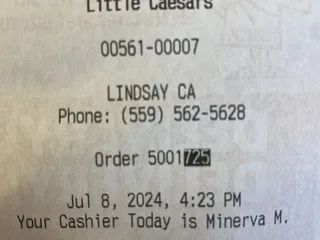 Little Caesars
00561-00007
LINDSAY CA
Phone: (559) 562-5628
Order 5001725
Jul 8, 2024, 4:23 PM
Your Cashier Today is Minerva M.